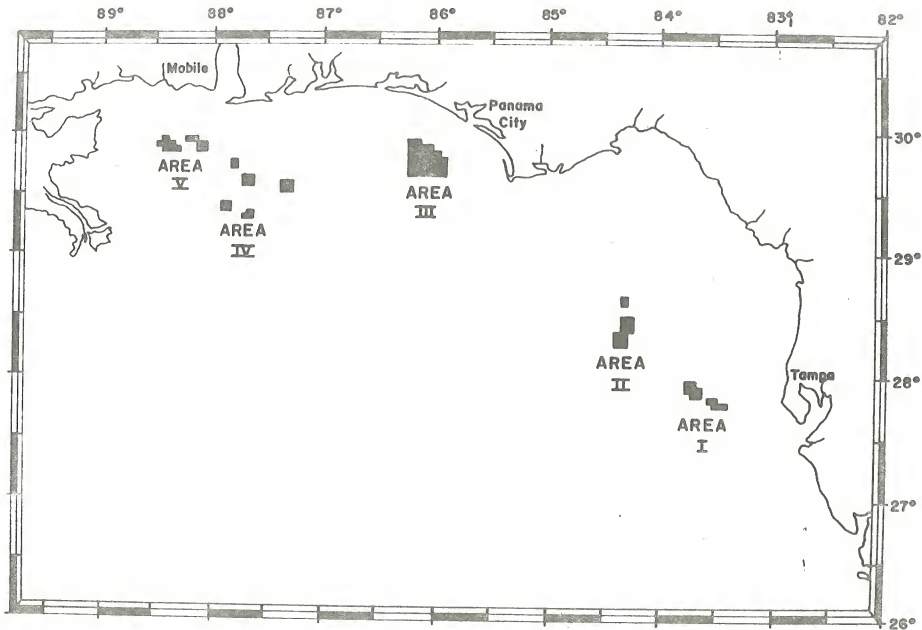 89° 88° 87° 86° 85° 84° 83° 82°
Mobile
Panama
City
30°
AREA
V
AREA
III
AREA
IV
29°
AREA
II
28°
Tampa
AREA
I
27°
26°